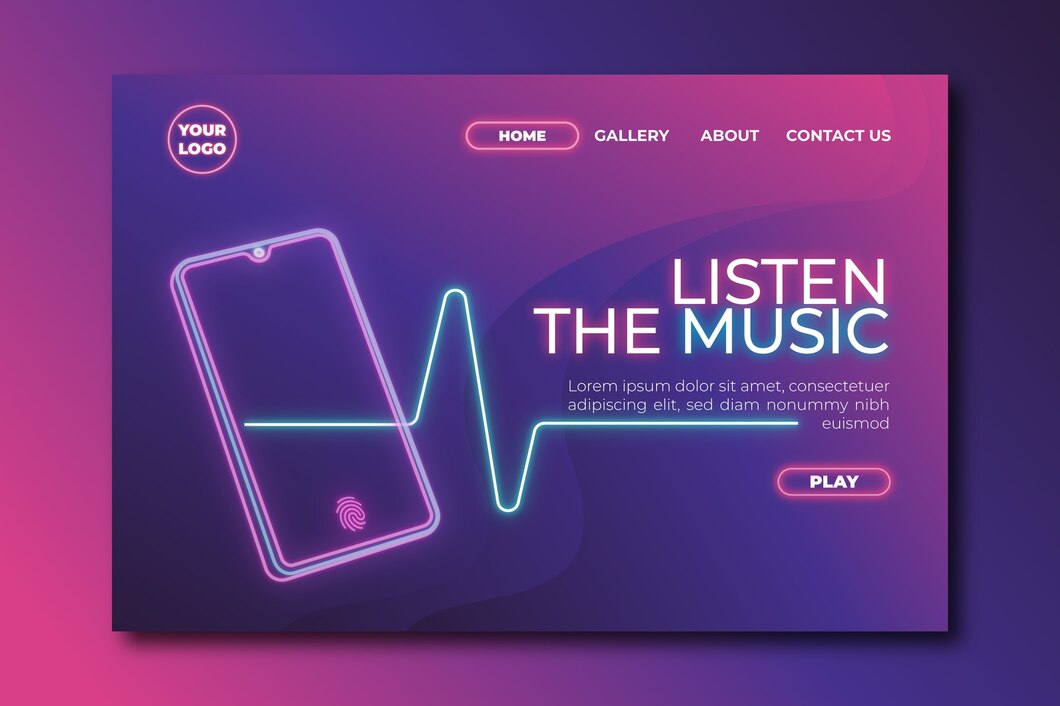 YOUR
LOGO
HOME GALLERY ABOUT CONTACT US
LISTEN
THE MUSIC
Lorem ipsum dolor sit amet, consectetuer
adipiscing elit, sed diam nonummy nibh
euismod
PLAY